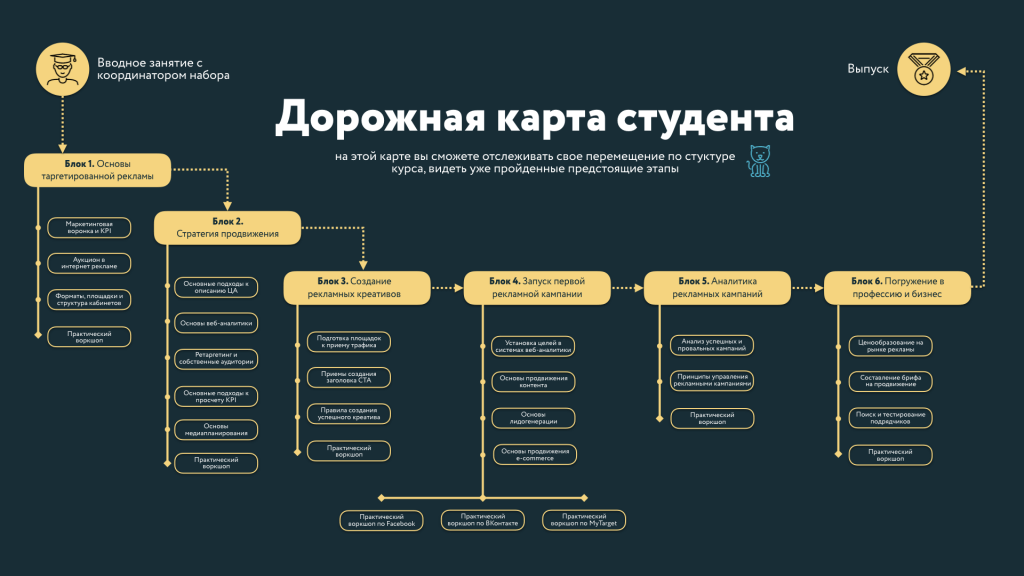 Вводное занятие с
координатором набора
Выпуск
Дорожная карта студента
на этой карте вы сможете отслеживать свое перемещение по стуктуре
курса, видеть уже пройденные предстоящие этапы
Блок 1. Основы
таргетированной рекламы
Маркетинговая
воронка и KPI
Аукцион в
интернет рекламе
Форматы, площадки и
структура кабинетов
Практический
воркшоп
Блок 2.
Стратегия продвижения
Основные подходы к
описанию ЦА
Основы веб-аналитики
Ретаргетинг и
собственные аудитории
Основные подходы к
просчету KPI
Основы
медиапланирования
Практический
воркшоп
Блок 3. Создание
рекламных креативов
Подготвка площадок
к приему трафика
Приемы создания
заголовка CTA
Правила создания
успешного креатива
Практический
воркшоп
Блок 4. Запуск первой
рекламной кампании
Установка целей в
системах веб-аналитики
Основы продвижения
контента
Основы
лидогенерации
Основы продвижения
e-commerce
Практический
воркшоп по Facebook
Практический
воркшоп по ВКонтакте
Практический
воркшоп по MyTarget
Блок 5. Аналитика
рекламных кампаний
Анализ успешных и
провальных кампаний
Принципы управления
рекламными кампаниями
Практический
воркшоп
Блок 6. Погружение в
профессию и бизнес
Ценообразование на
рынке рекламы
Составление брифа
на продвижение
Поиск и тестирование
подрядчиков
Практический
воркшоп